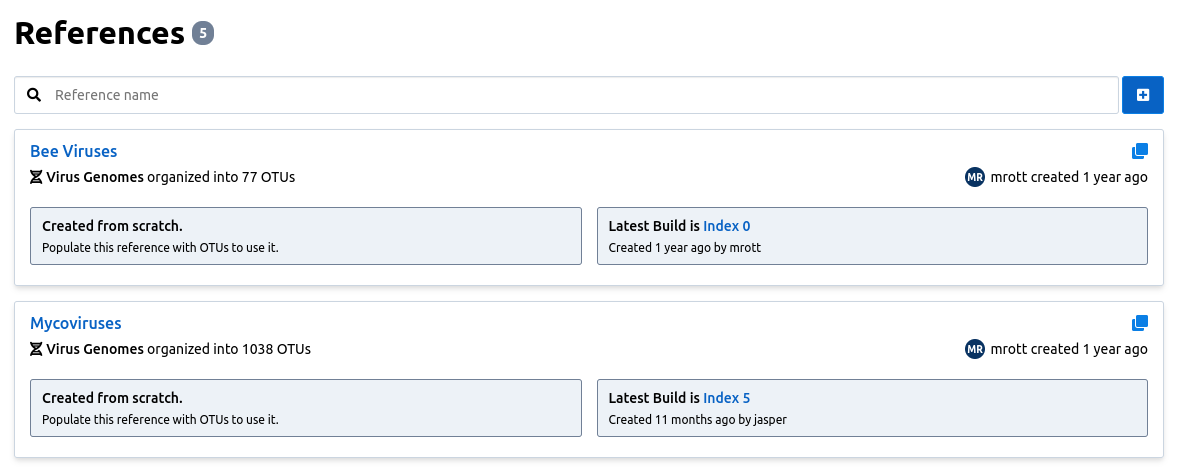 References 5
Reference name
Bee Viruses
Virus Genomes organized into 77 OTUs
MR mrott created 1 year ago
Created from scratch.
Populate this reference with OTUs to use it.
Latest Build is Index 0
Created 1 year ago by mrott
Mycoviruses
Virus Genomes organized into 1038 OTUs
MR mrott created 1 year ago
Created from scratch.
Populate this reference with OTUs to use it.
Latest Build is Index 5
Created 11 months ago by jasper